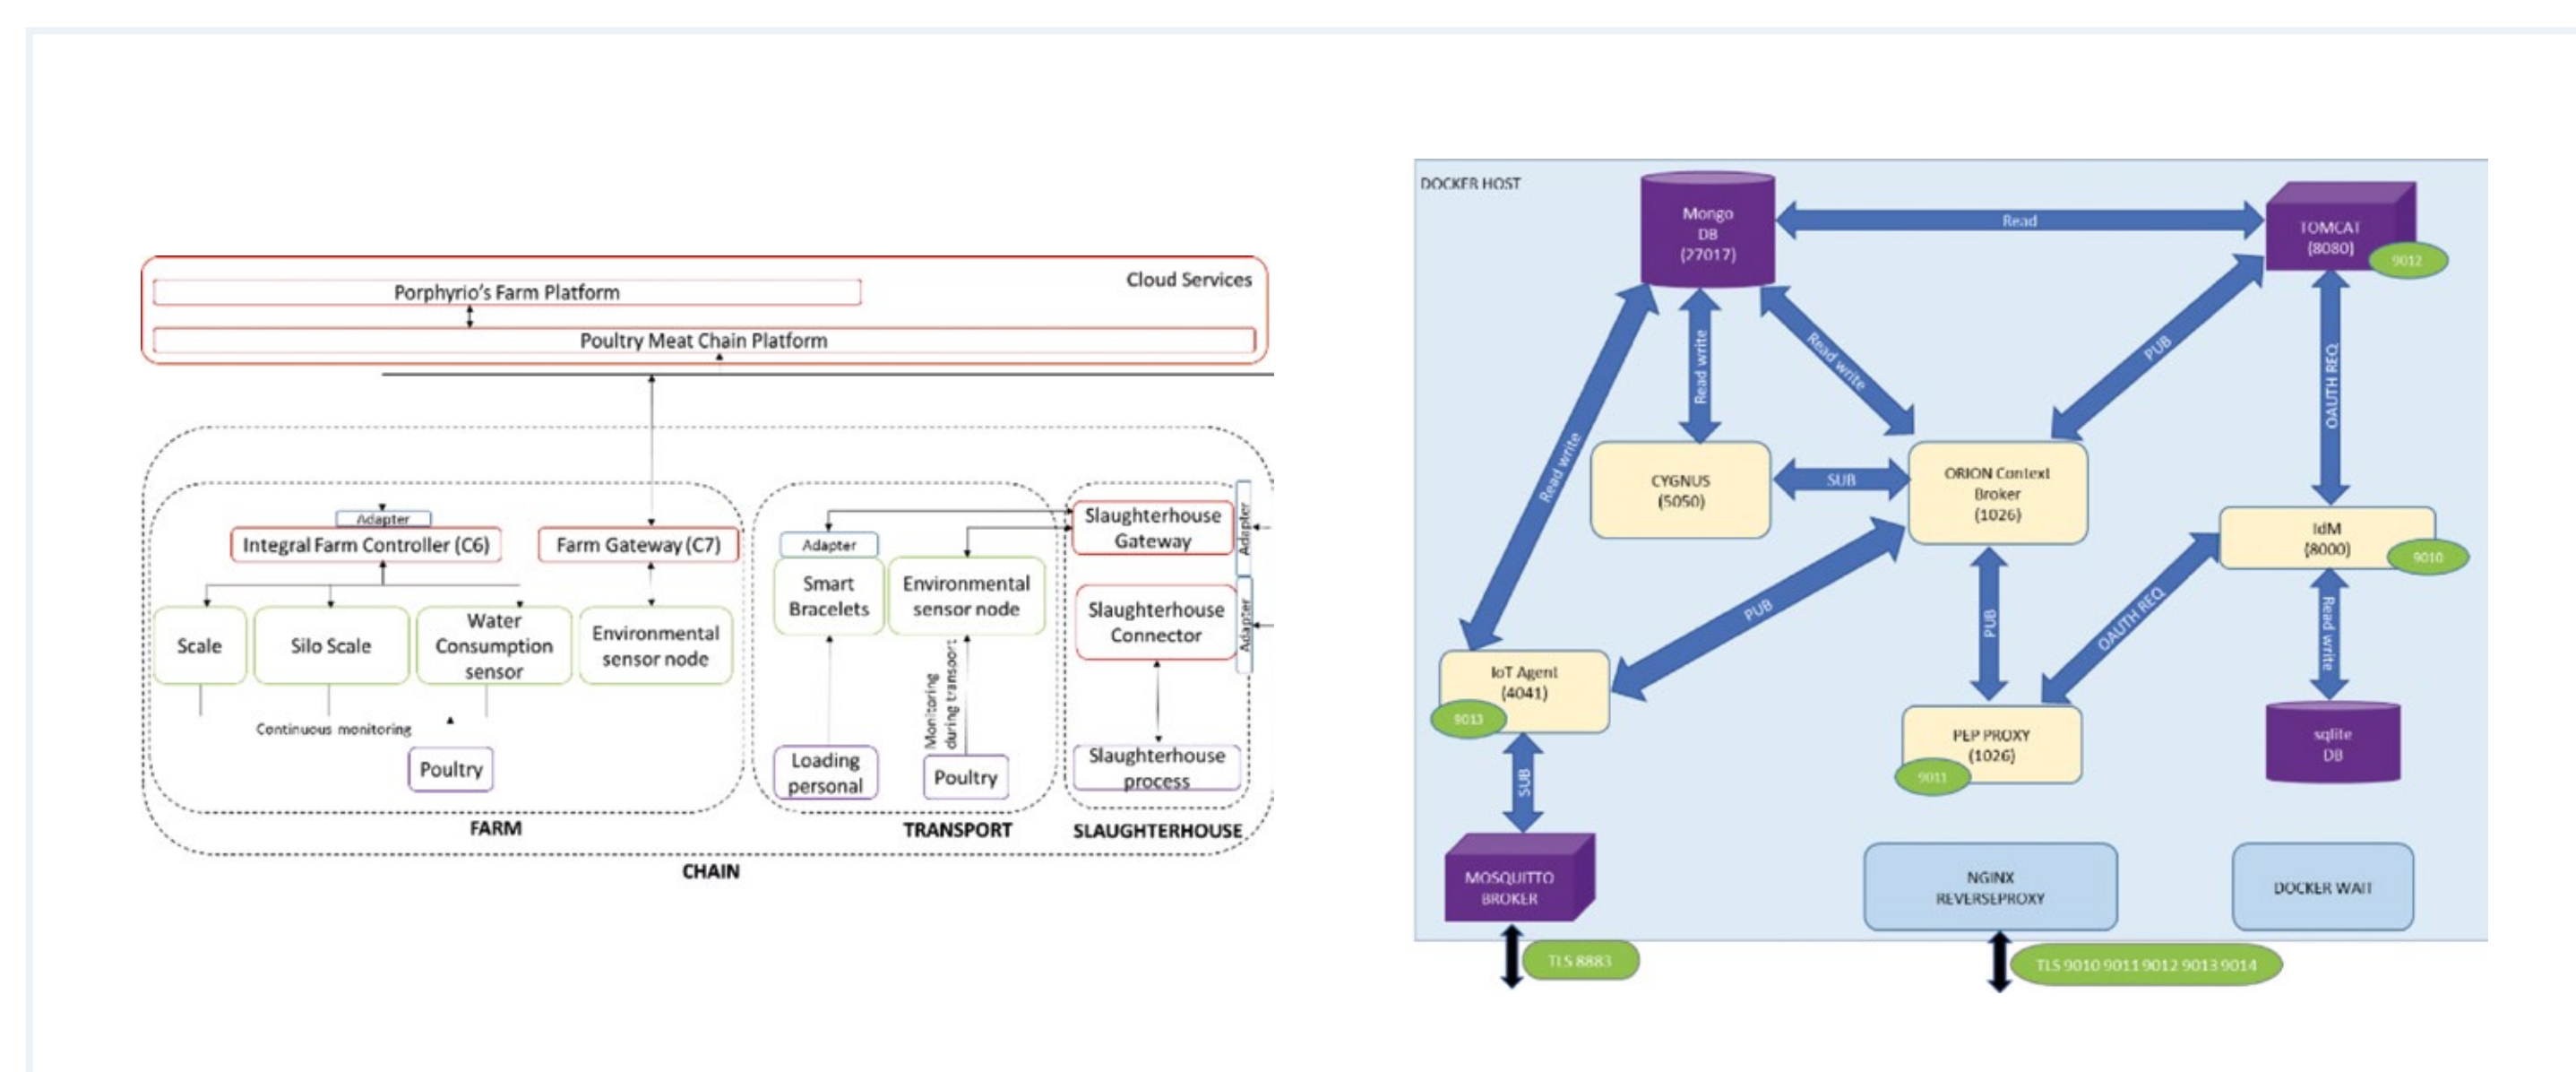 Cloud Services
Porphyrio's Farm Platform
Poultry Meat Chain Platform
Adapter
Integral Farm Controller (C6)
Farm Gateway (C7)
Scale
Silo Scale
Water
Consumption
sensor
Environmental
sensor node
Continuous monitoring
Poultry
FARM
Adapter
Smart
Bracelets
Environmental
sensor node
Monitoring
during transport
Loading
personal
Poultry
TRANSPORT
Slaughterhouse
Gateway
Adapter
Slaughterhouse
Connector
Adapter
Slaughterhouse
process
SLAUGHTERHOUSE
CHAIN
DOCKER HOST
Mongo
DB
(27017)
Read
TOMCAT
(8080)
9012
Read write
Read write
Read write
PUB
OAUTH REQ
CYGNUS
(5050)
SUB
ORION Context
Broker
(1026)
IdM
(8000)
9010
PUB
PUB
OAUTH REQ
Read write
IoT Agent
(4041)
9013
PEP PROXY
(1026)
9011
sqlite
DB
SUB
MOSQUITTO
BROKER
NGINX
REVERSEPROXY
DOCKER WAIT
TLS 8883
TLS 9010 9011 9012 9013 9014